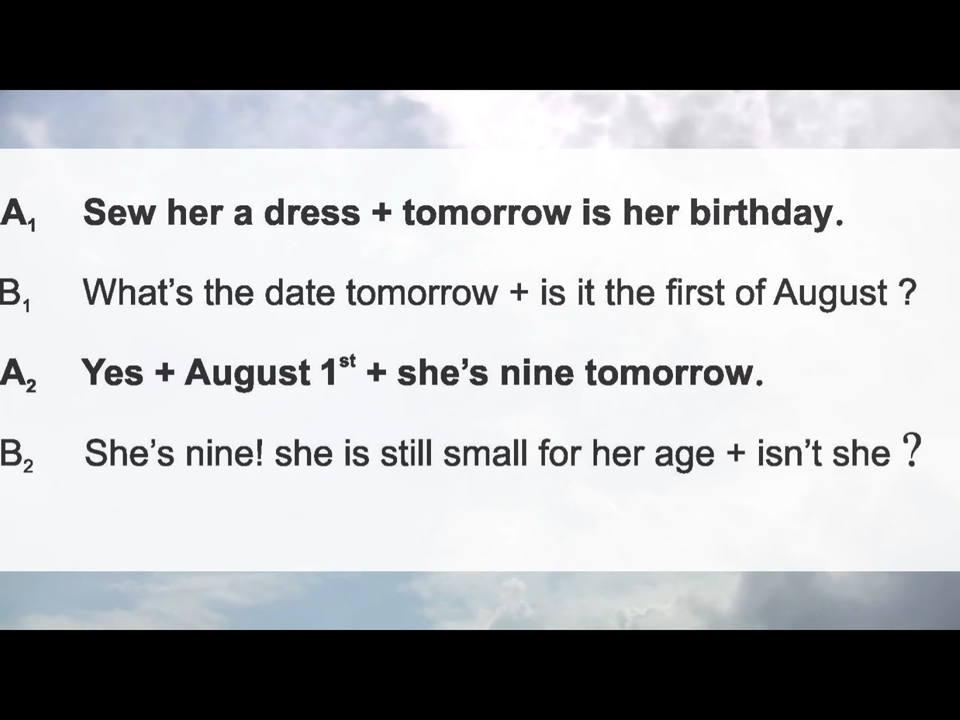 A₁ Sew her a dress + tomorrow is her birthday.
B₁ What's the date tomorrow + is it the first of August ?
A₂ Yes + August 1ˢᵗ + she's nine tomorrow.
B₂ She's nine! she is still small for her age + isn't she ?